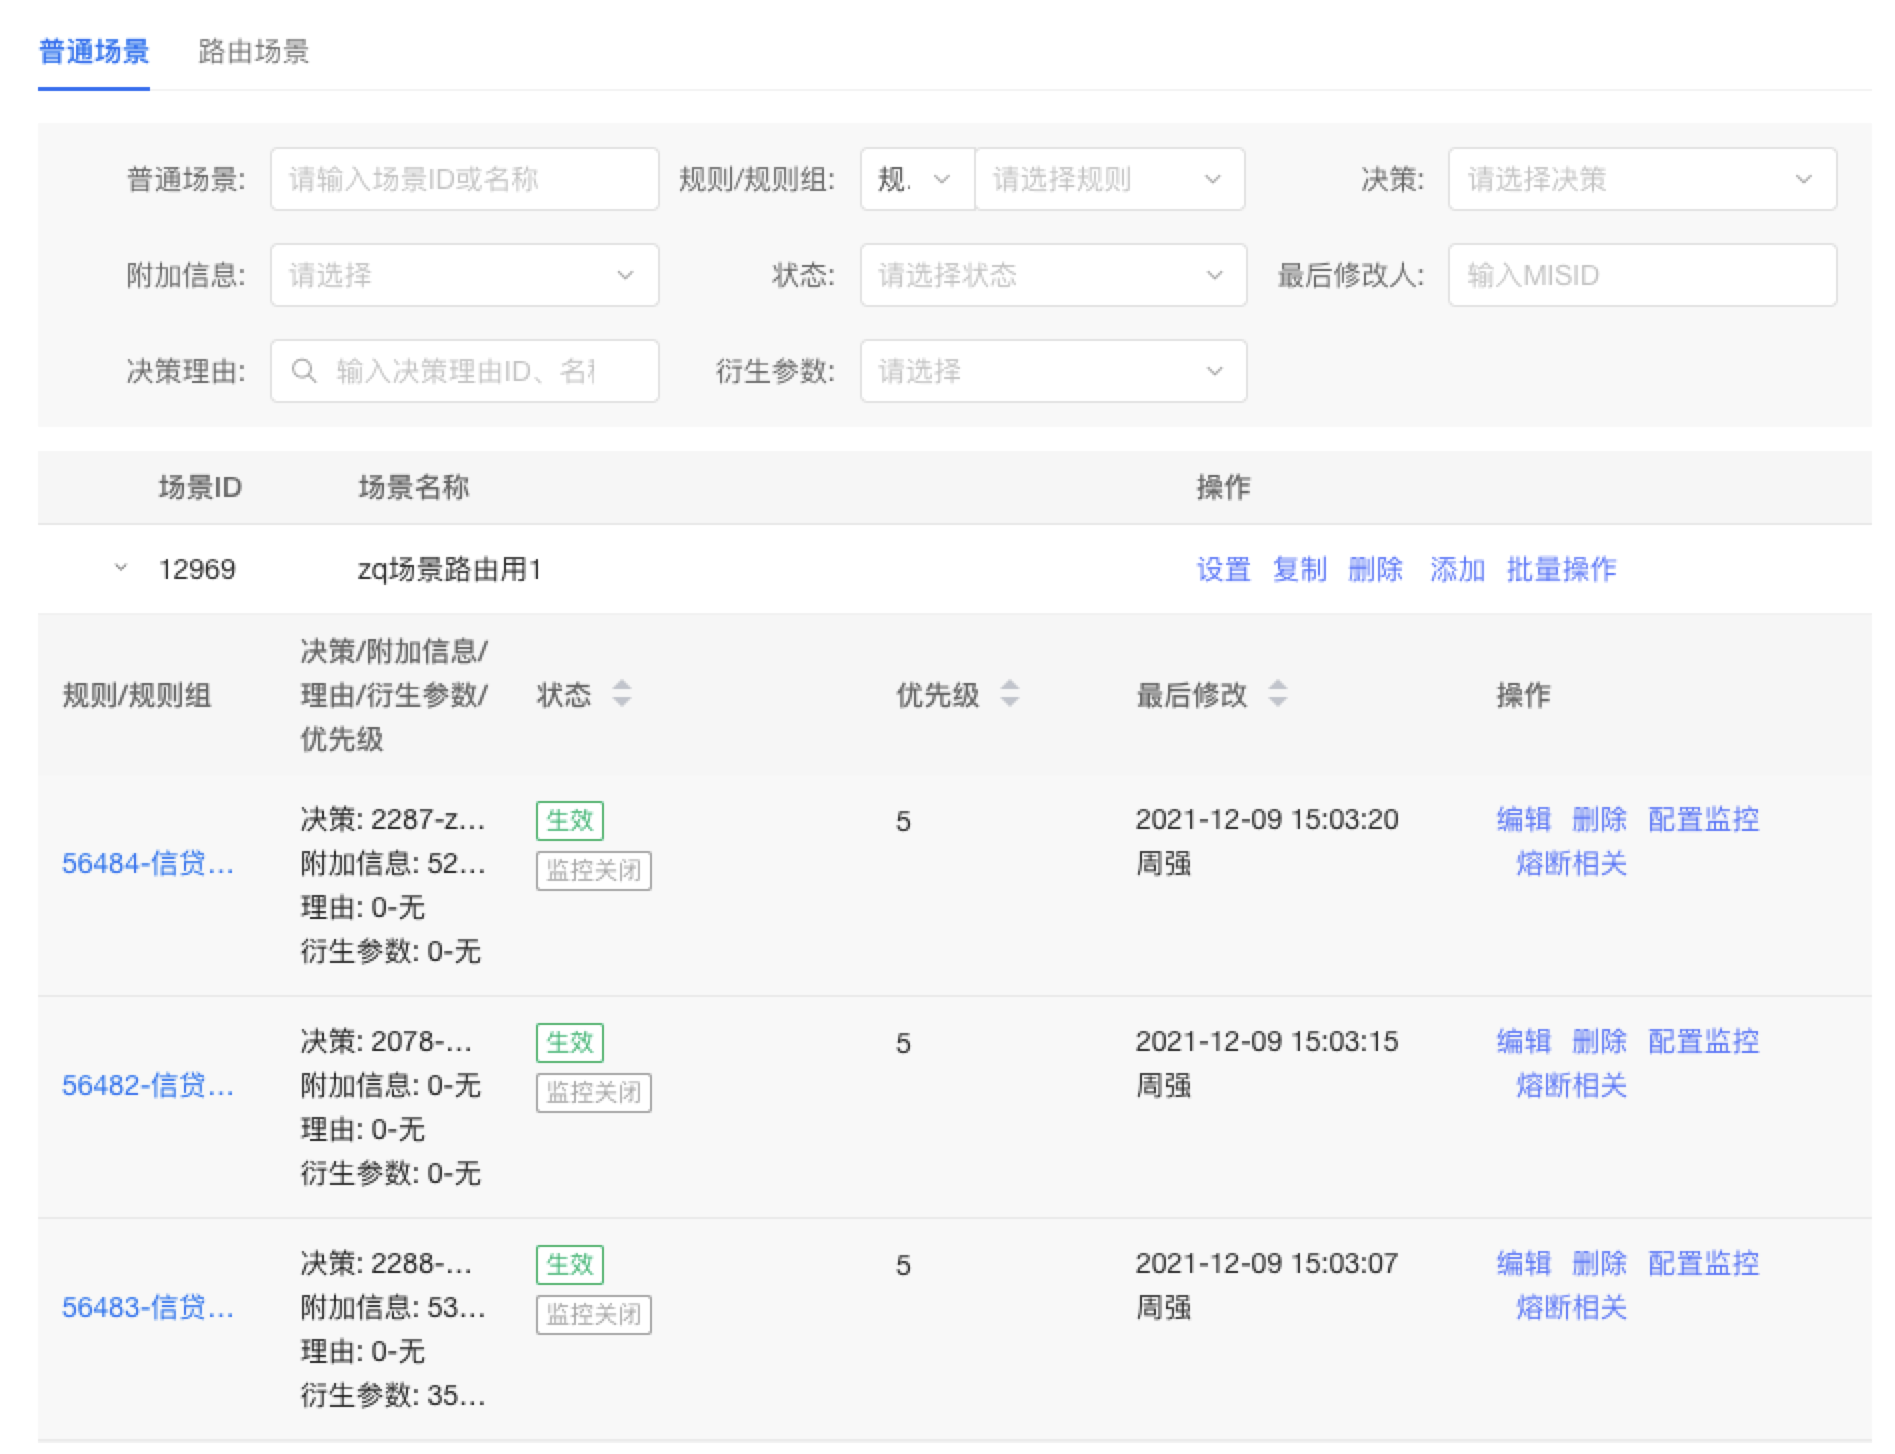 普通场景 路由场景
普通场景: 请输入场景ID或名称 规则/规则组: 规. 请选择规则 决策: 请选择决策
附加信息: 请选择 状态: 请选择状态 最后修改人: 输入MISID
决策理由: 输入决策理由ID、名 衍生参数: 请选择
场景ID 场景名称 操作
12969 zq场景路由用1 设置 复制 删除 添加 批量操作
规则/规则组
决策/附加信息/
理由/衍生参数/
优先级
状态 优先级 最后修改 操作
56484-信贷...
决策: 2287-z...
附加信息: 52...
理由: 0-无
衍生参数: 0-无
生效
监控关闭
5
2021-12-09 15:03:20
周强
编辑 删除 配置监控
熔断相关
56482-信贷...
决策: 2078-...
附加信息: 0-无
理由: 0-无
衍生参数: 0-无
生效
监控关闭
5
2021-12-09 15:03:15
周强
编辑 删除 配置监控
熔断相关
56483-信贷...
决策: 2288-...
附加信息: 53...
理由: 0-无
衍生参数: 35...
生效
监控关闭
5
2021-12-09 15:03:07
周强
编辑 删除 配置监控
熔断相关